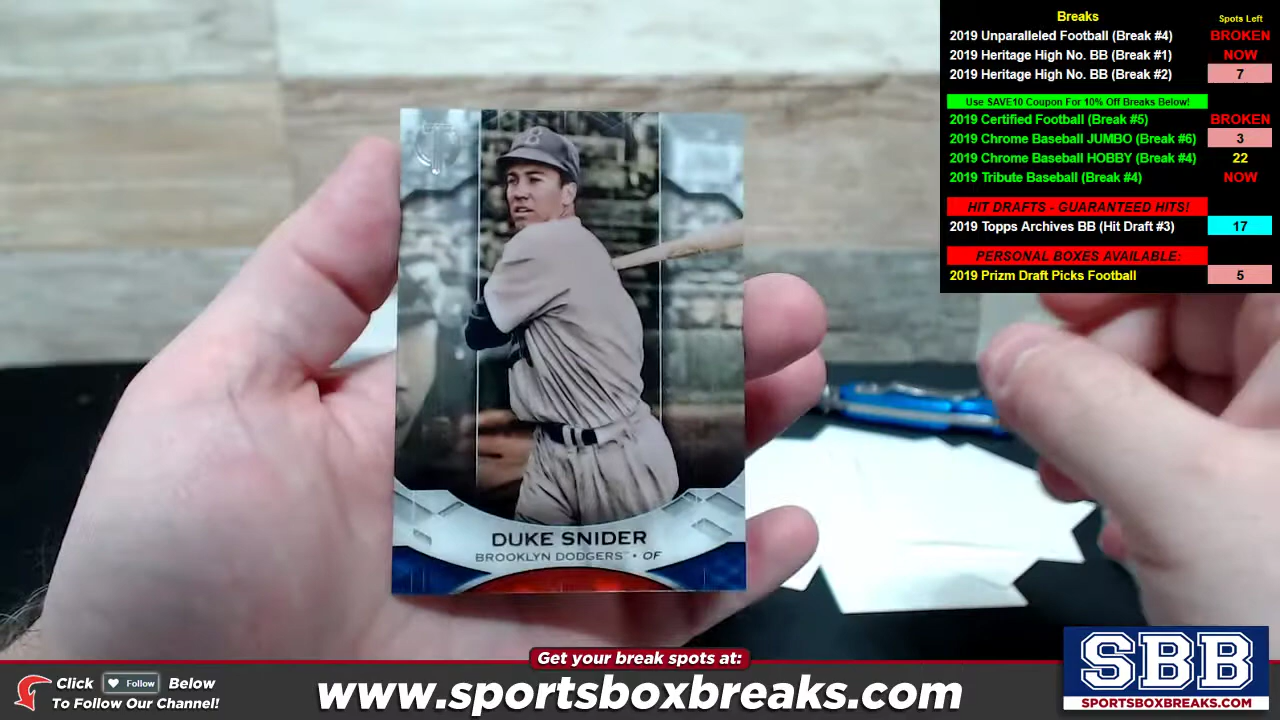 Breaks Spots Left
2019 Unparalleled Football (Break #4) BROKEN
2019 Heritage High No. BB (Break #1) NOW
2019 Heritage High No. BB (Break #2) 7
Use SAVE10 Coupon For 10% Off Breaks Below!
2019 Certified Football (Break #5) BROKEN
2019 Chrome Baseball JUMBO (Break #6) 3
2019 Chrome Baseball HOBBY (Break #4) 22
2019 Tribute Baseball (Break #4) NOW
HIT DRAFTS - GUARANTEED HITS!
2019 Topps Archives BB (Hit Draft #3) 17
PERSONAL BOXES AVAILABLE:
2019 Prizm Draft Picks Football 5
B
DUKE SNIDER
BROOKLYN DODGERS™ • OF
Get your break spots at:
Click Follow Below
To Follow Our Channel!
www.sportsboxbreaks.com
SBB
SPORTSBOXBREAKS.COM